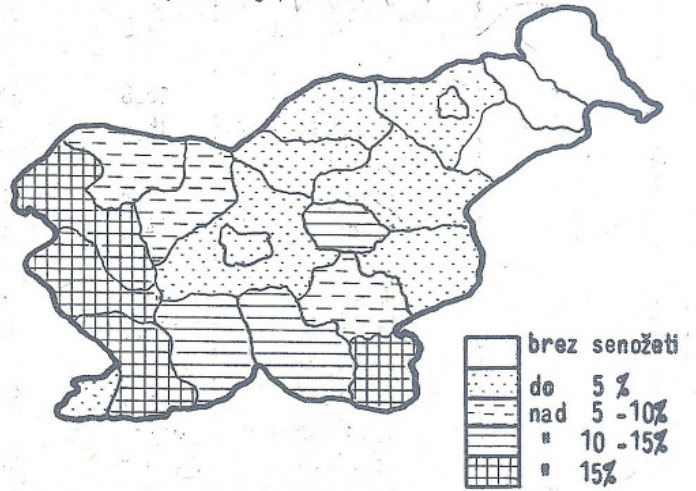 brez senožeti
do 5 %
nad 5 -10%
" 10 -15%
" 15%